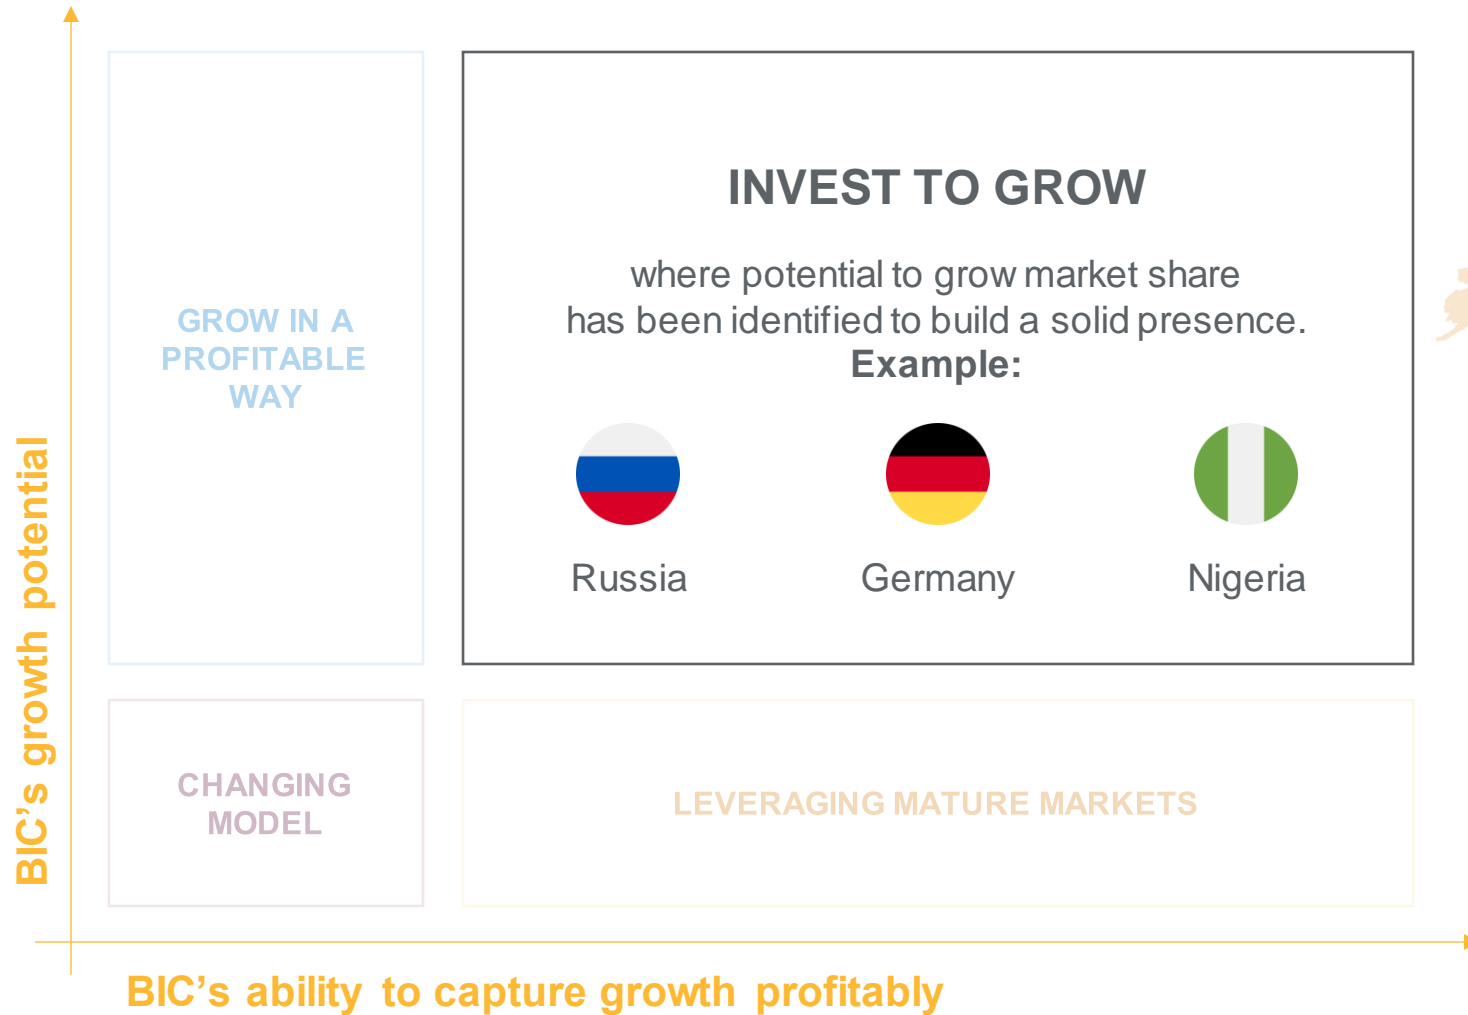 INVEST TO GROW
where potential to grow market share
has been identified to build a solid presence.
Example:
Russia
Germany
Nigeria
GROW IN A
PROFITABLE
WAY
CHANGING
MODEL
LEVERAGING MATURE MARKETS
BIC’s growth potential
BIC’s ability to capture growth profitably